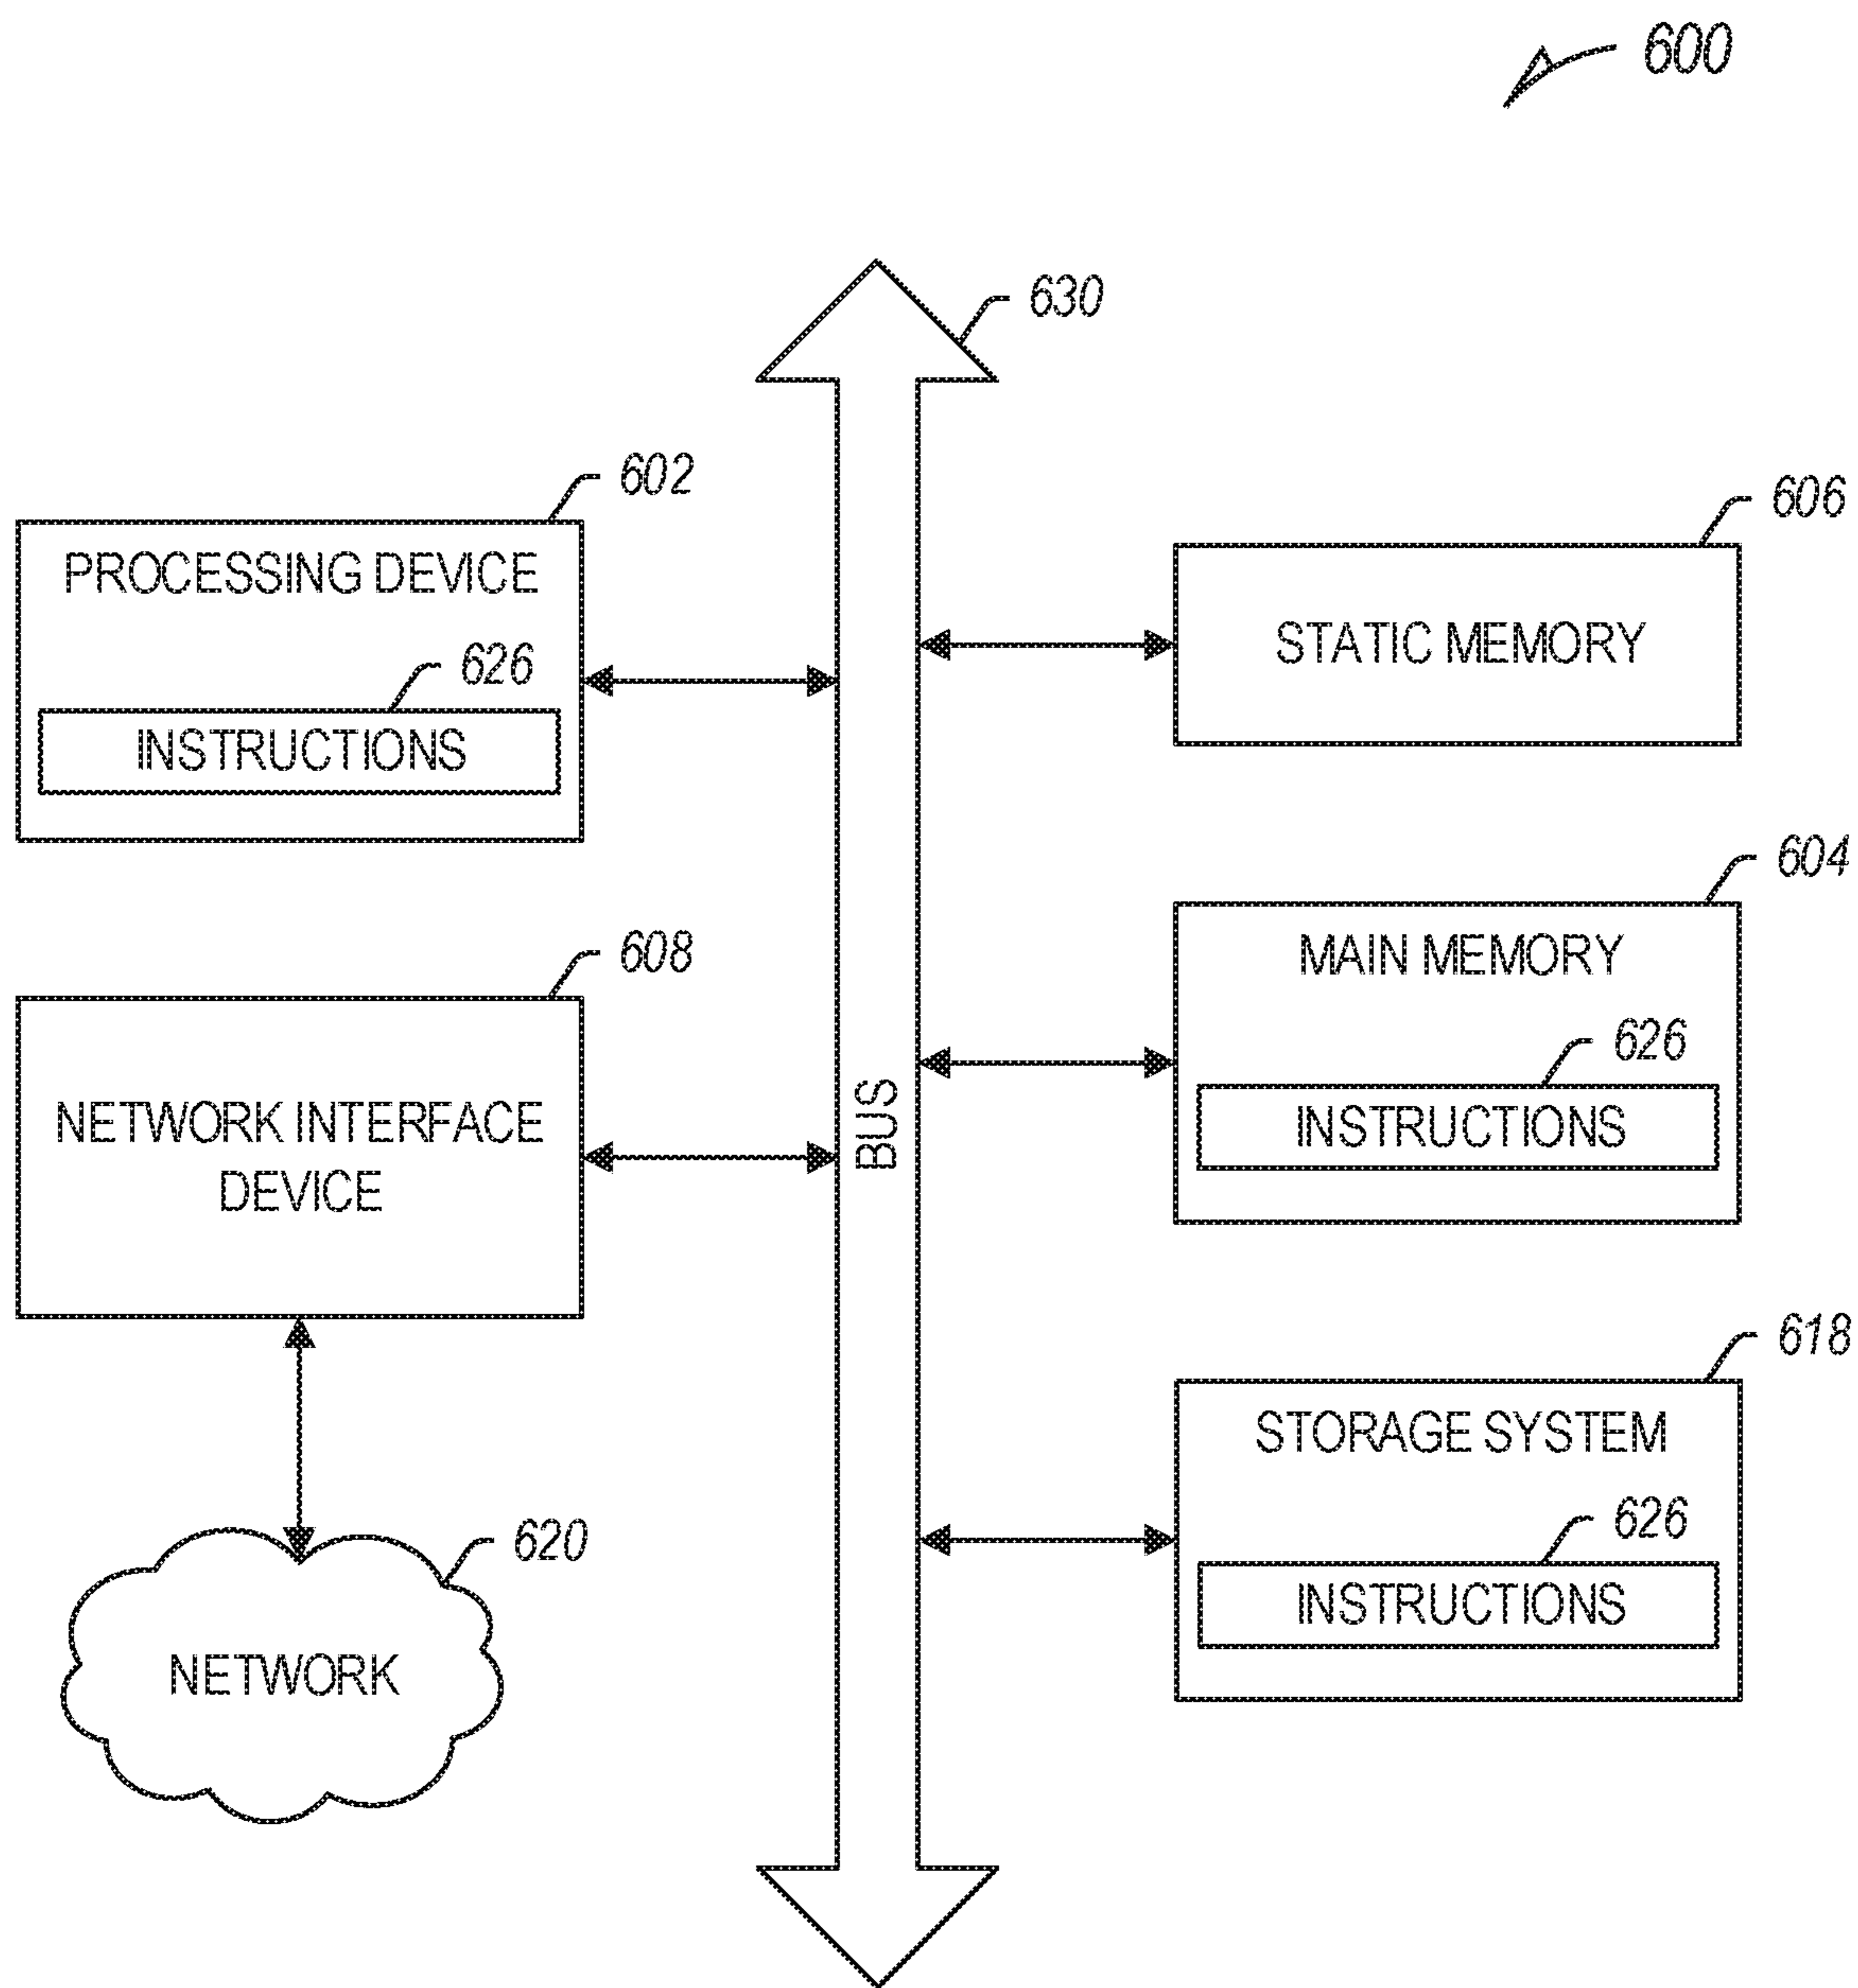 600
630
602
PROCESSING DEVICE
626
INSTRUCTIONS
606
STATIC MEMORY
604
MAIN MEMORY
626
INSTRUCTIONS
608
NETWORK INTERFACE
DEVICE
BUS
618
STORAGE SYSTEM
626
INSTRUCTIONS
620
NETWORK